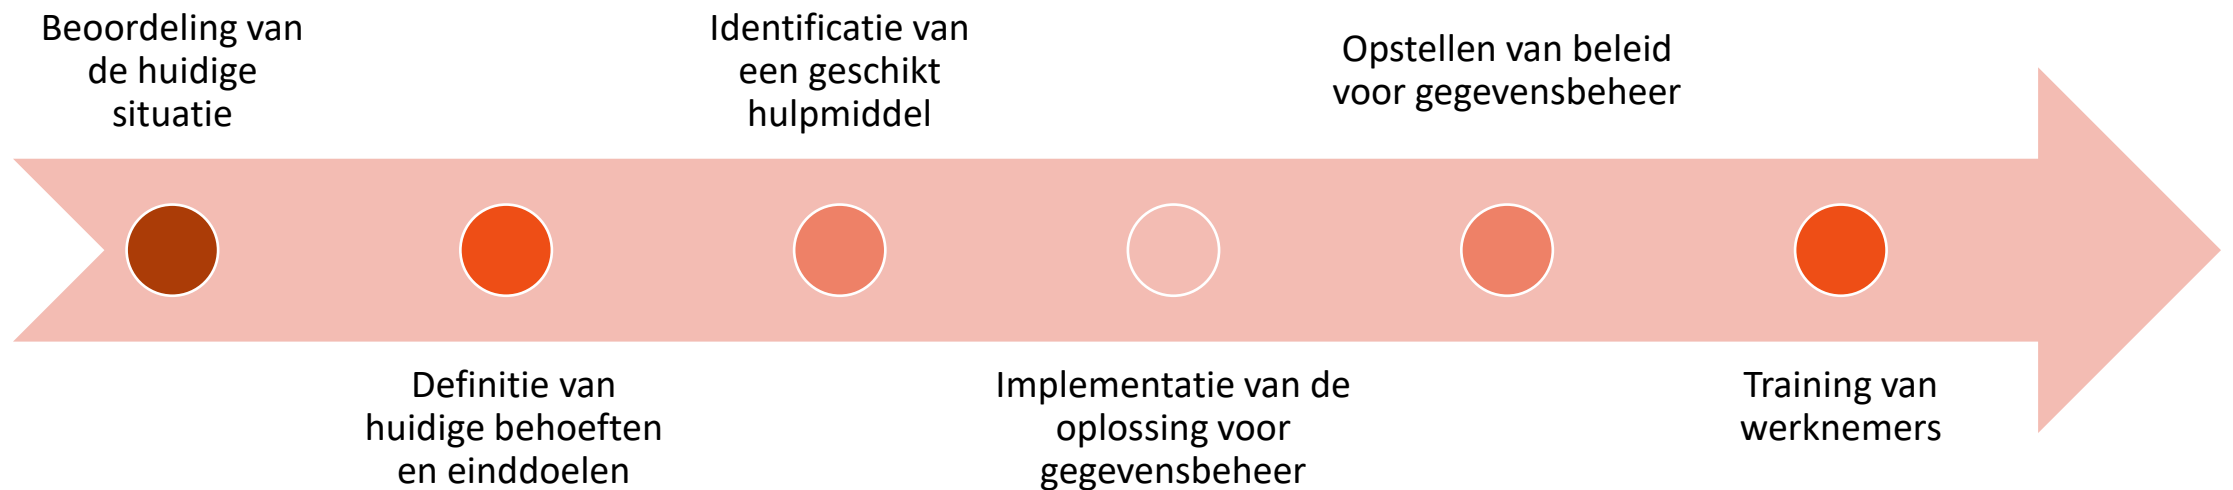 Beoordeling van
de huidige
situatie
Definitie van
huidige behoeften
en einddoelen
Identificatie van
een geschikt
hulpmiddel
Implementatie van de
oplossing voor
gegevensbeheer
Opstellen van beleid
voor gegevensbeheer
Training van
werknemers